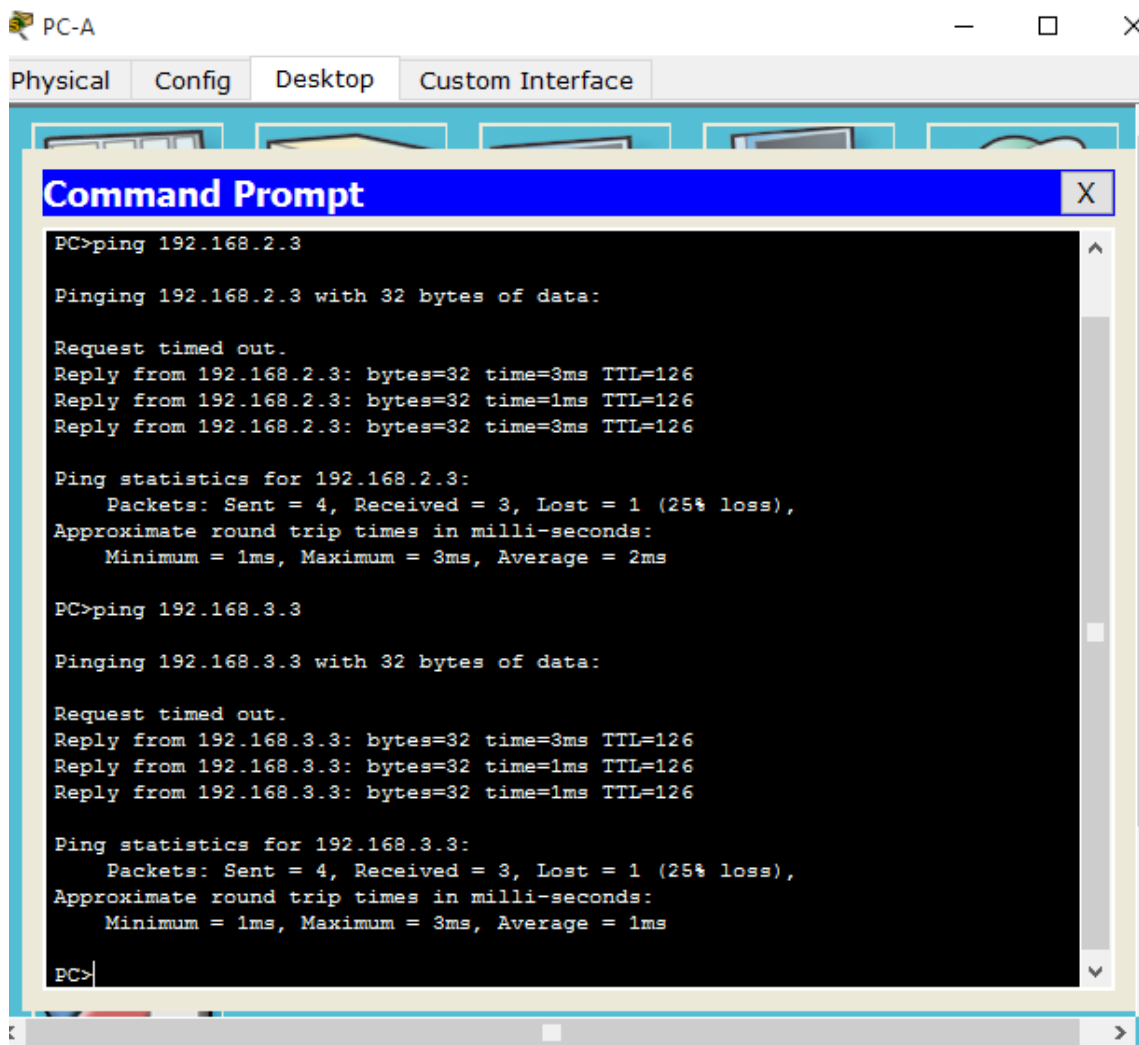 PC-A
Physical Config Desktop Custom Interface
Command Prompt
X
PC>ping 192.168.2.3
Pinging 192.168.2.3 with 32 bytes of data:
Request timed out.
Reply from 192.168.2.3: bytes=32 time=3ms TTL=126
Reply from 192.168.2.3: bytes=32 time=1ms TTL=126
Reply from 192.168.2.3: bytes=32 time=3ms TTL=126
Ping statistics for 192.168.2.3:
Packets: Sent = 4, Received = 3, Lost = 1 (25% loss),
Approximate round trip times in milli-seconds:
Minimum = 1ms, Maximum = 3ms, Average = 2ms
PC>ping 192.168.3.3
Pinging 192.168.3.3 with 32 bytes of data:
Request timed out.
Reply from 192.168.3.3: bytes=32 time=3ms TTL=126
Reply from 192.168.3.3: bytes=32 time=1ms TTL=126
Reply from 192.168.3.3: bytes=32 time=1ms TTL=126
Ping statistics for 192.168.3.3:
Packets: Sent = 4, Received = 3, Lost = 1 (25% loss),
Approximate round trip times in milli-seconds:
Minimum = 1ms, Maximum = 3ms, Average = 1ms
PC>